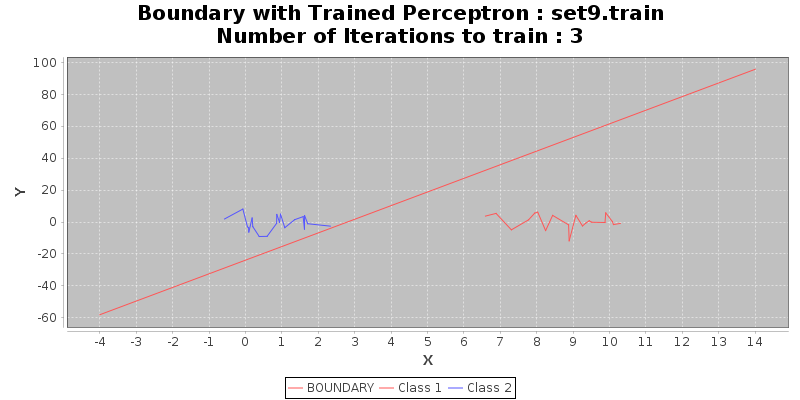 Boundary with Trained Perceptron : set9.train
Number of Iterations to train : 3
100
80
60
40
20
0
-20
-40
-60
Y
-4 -3 -2 -1 0 1 2 3 4 5 6 7 8 9 10 11 12 13 14
X
BOUNDARY Class 1 Class 2